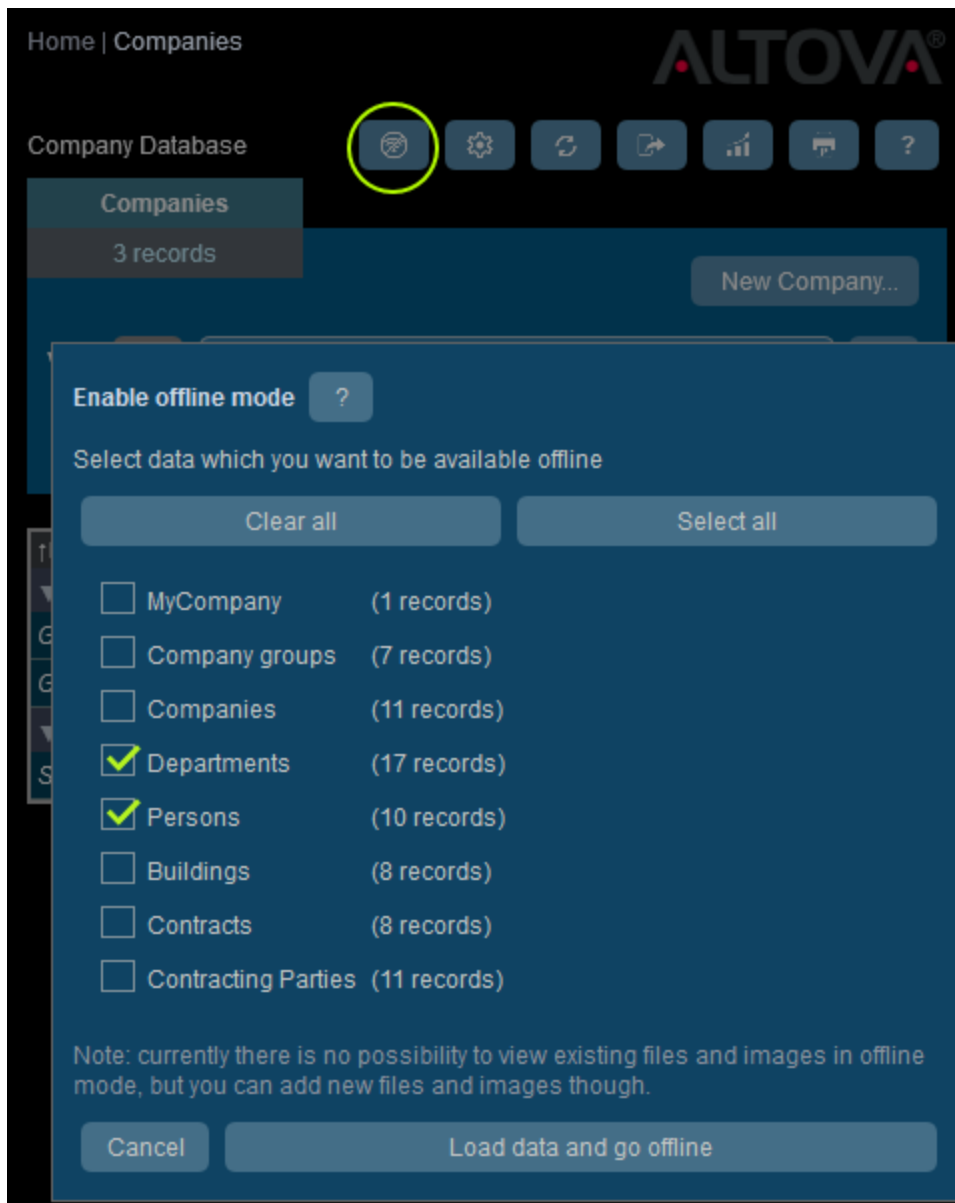 Home | Companies
ALTOVA®
Company Database
?
Companies
3 records
New Company...
Enable offline mode ?
Select data which you want to be available offline
Clear all Select all
MyCompany (1 records)
Company groups (7 records)
Companies (11 records)
Departments (17 records)
Persons (10 records)
Buildings (8 records)
Contracts (8 records)
Contracting Parties (11 records)
Note: currently there is no possibility to view existing files and images in offline
mode, but you can add new files and images though.
Cancel Load data and go offline